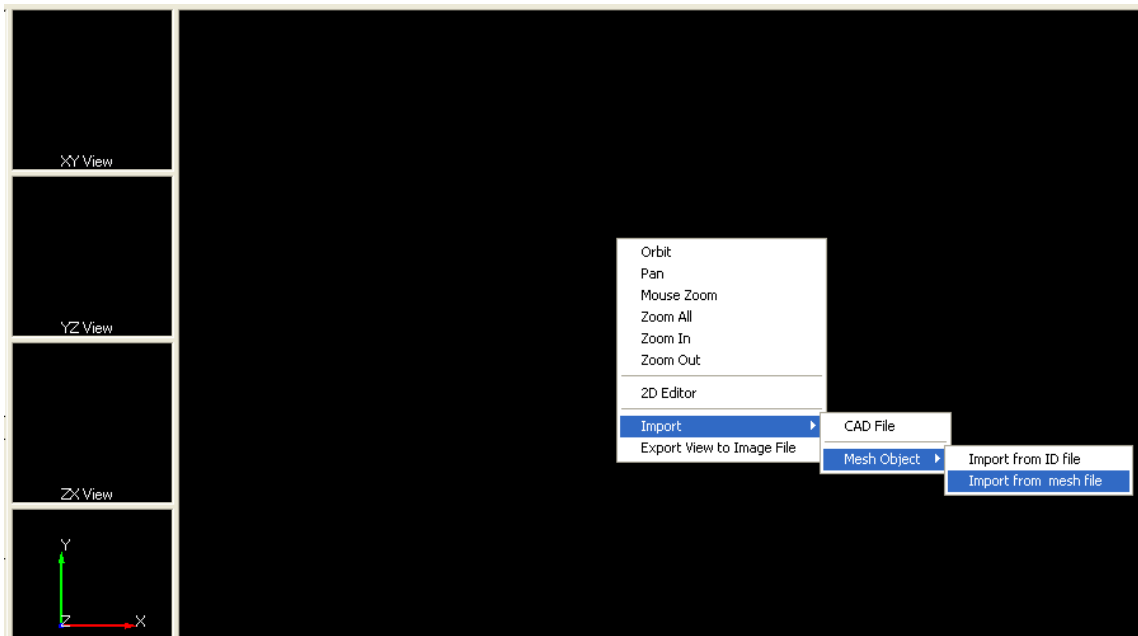 XY View
YZ View
ZX View
Y
Z
X
Orbit
Pan
Mouse Zoom
Zoom All
Zoom In
Zoom Out
2D Editor
Import
Export View to Image File
CAD File
Mesh Object
Import from ID file
Import from  mesh file